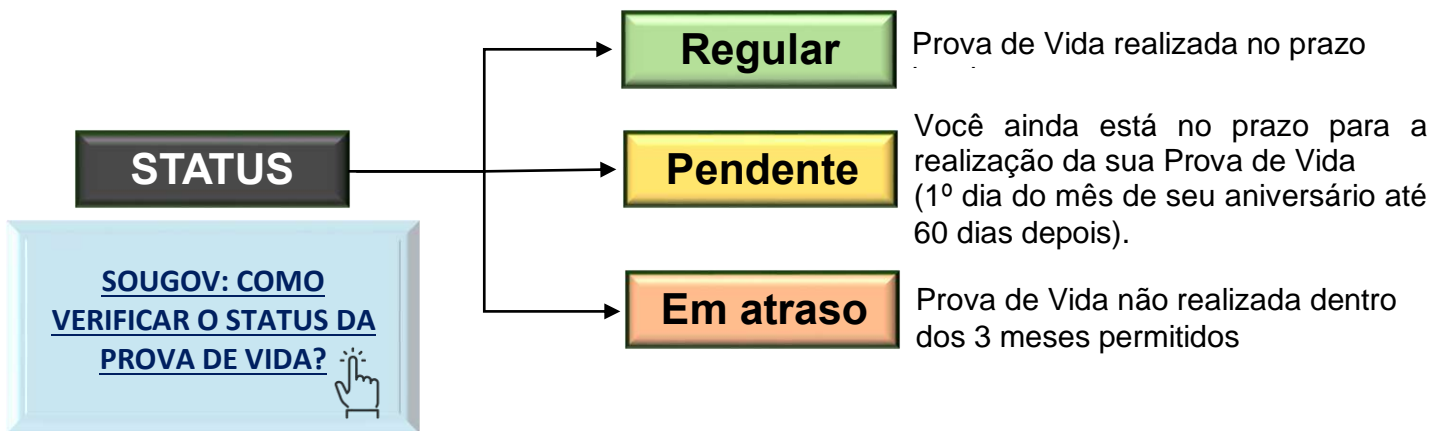 Regular
Prova de Vida realizada no prazo
Você ainda está no prazo para a
STATUS
Pendente
realização da sua Prova de Vida
(1º dia do mês de seu aniversário até
60 dias depois).
SOUGOV: COMO
VERIFICAR O STATUS DA
PROVA DE VIDA?
Em atraso
Prova de Vida não realizada dentro
dos 3 meses permitidos